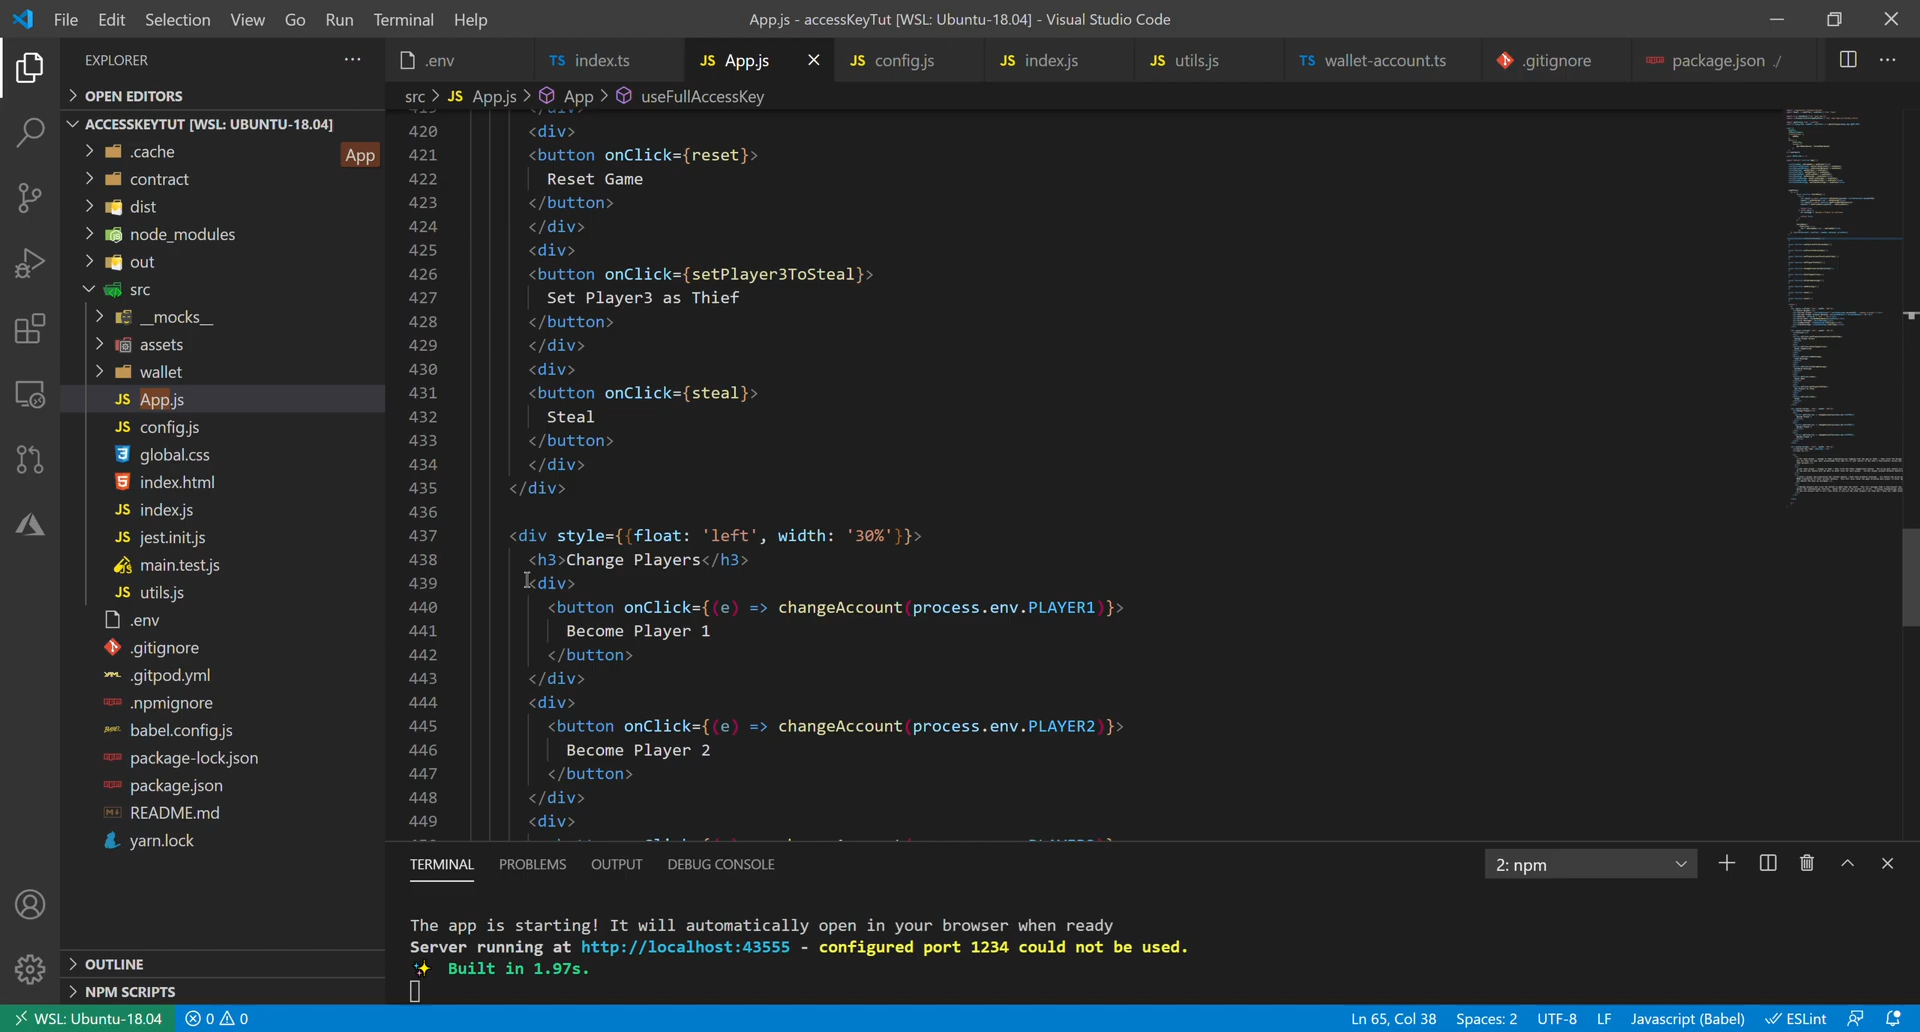 File Edit Selection View Go Run Terminal Help
App.js - accessKeyTut [WSL: Ubuntu-18.04] - Visual Studio Code
EXPLORER
OPEN EDITORS
ACCESSKEYTUT [WSL: UBUNTU-18.04]
.cache
App
contract
dist
node_modules
out
src
__mocks__
assets
wallet
JS App.js
JS config.js
global.css
index.html
JS index.js
JS jest.init.js
main.test.js
JS utils.js
.env
.gitignore
.gitpod.yml
.npmignore
babel.config.js
package-lock.json
package.json
README.md
yarn.lock
OUTLINE
NPM SCRIPTS
.env
TS index.ts
JS App.js
JS config.js
JS index.js
JS utils.js
TS wallet-account.ts
.gitignore
package.json ./
src > JS App.js > App > useFullAccessKey
420 <div>
421 <button onClick={reset}>
422 Reset Game
423 </button>
424 </div>
425 <div>
426 <button onClick={setPlayer3ToSteal}>
427 Set Player3 as Thief
428 </button>
429 </div>
430 <div>
431 <button onClick={steal}>
432 Steal
433 </button>
434 </div>
435 </div>
436
437 <div style={{float: 'left', width: '30%'}}>
438 <h3>Change Players</h3>
439 <div>
440 <button onClick={(e) => changeAccount(process.env.PLAYER1)}>
441 Become Player 1
442 </button>
443 </div>
444 <div>
445 <button onClick={(e) => changeAccount(process.env.PLAYER2)}>
446 Become Player 2
447 </button>
448 </div>
449 <div>
TERMINAL PROBLEMS OUTPUT DEBUG CONSOLE
2: npm
The app is starting! It will automatically open in your browser when ready
Server running at http://localhost:43555 - configured port 1234 could not be used.
✨ Built in 1.97s.
WSL: Ubuntu-18.04 0 0
Ln 65, Col 38 Spaces: 2 UTF-8 LF Javascript (Babel) ESLint